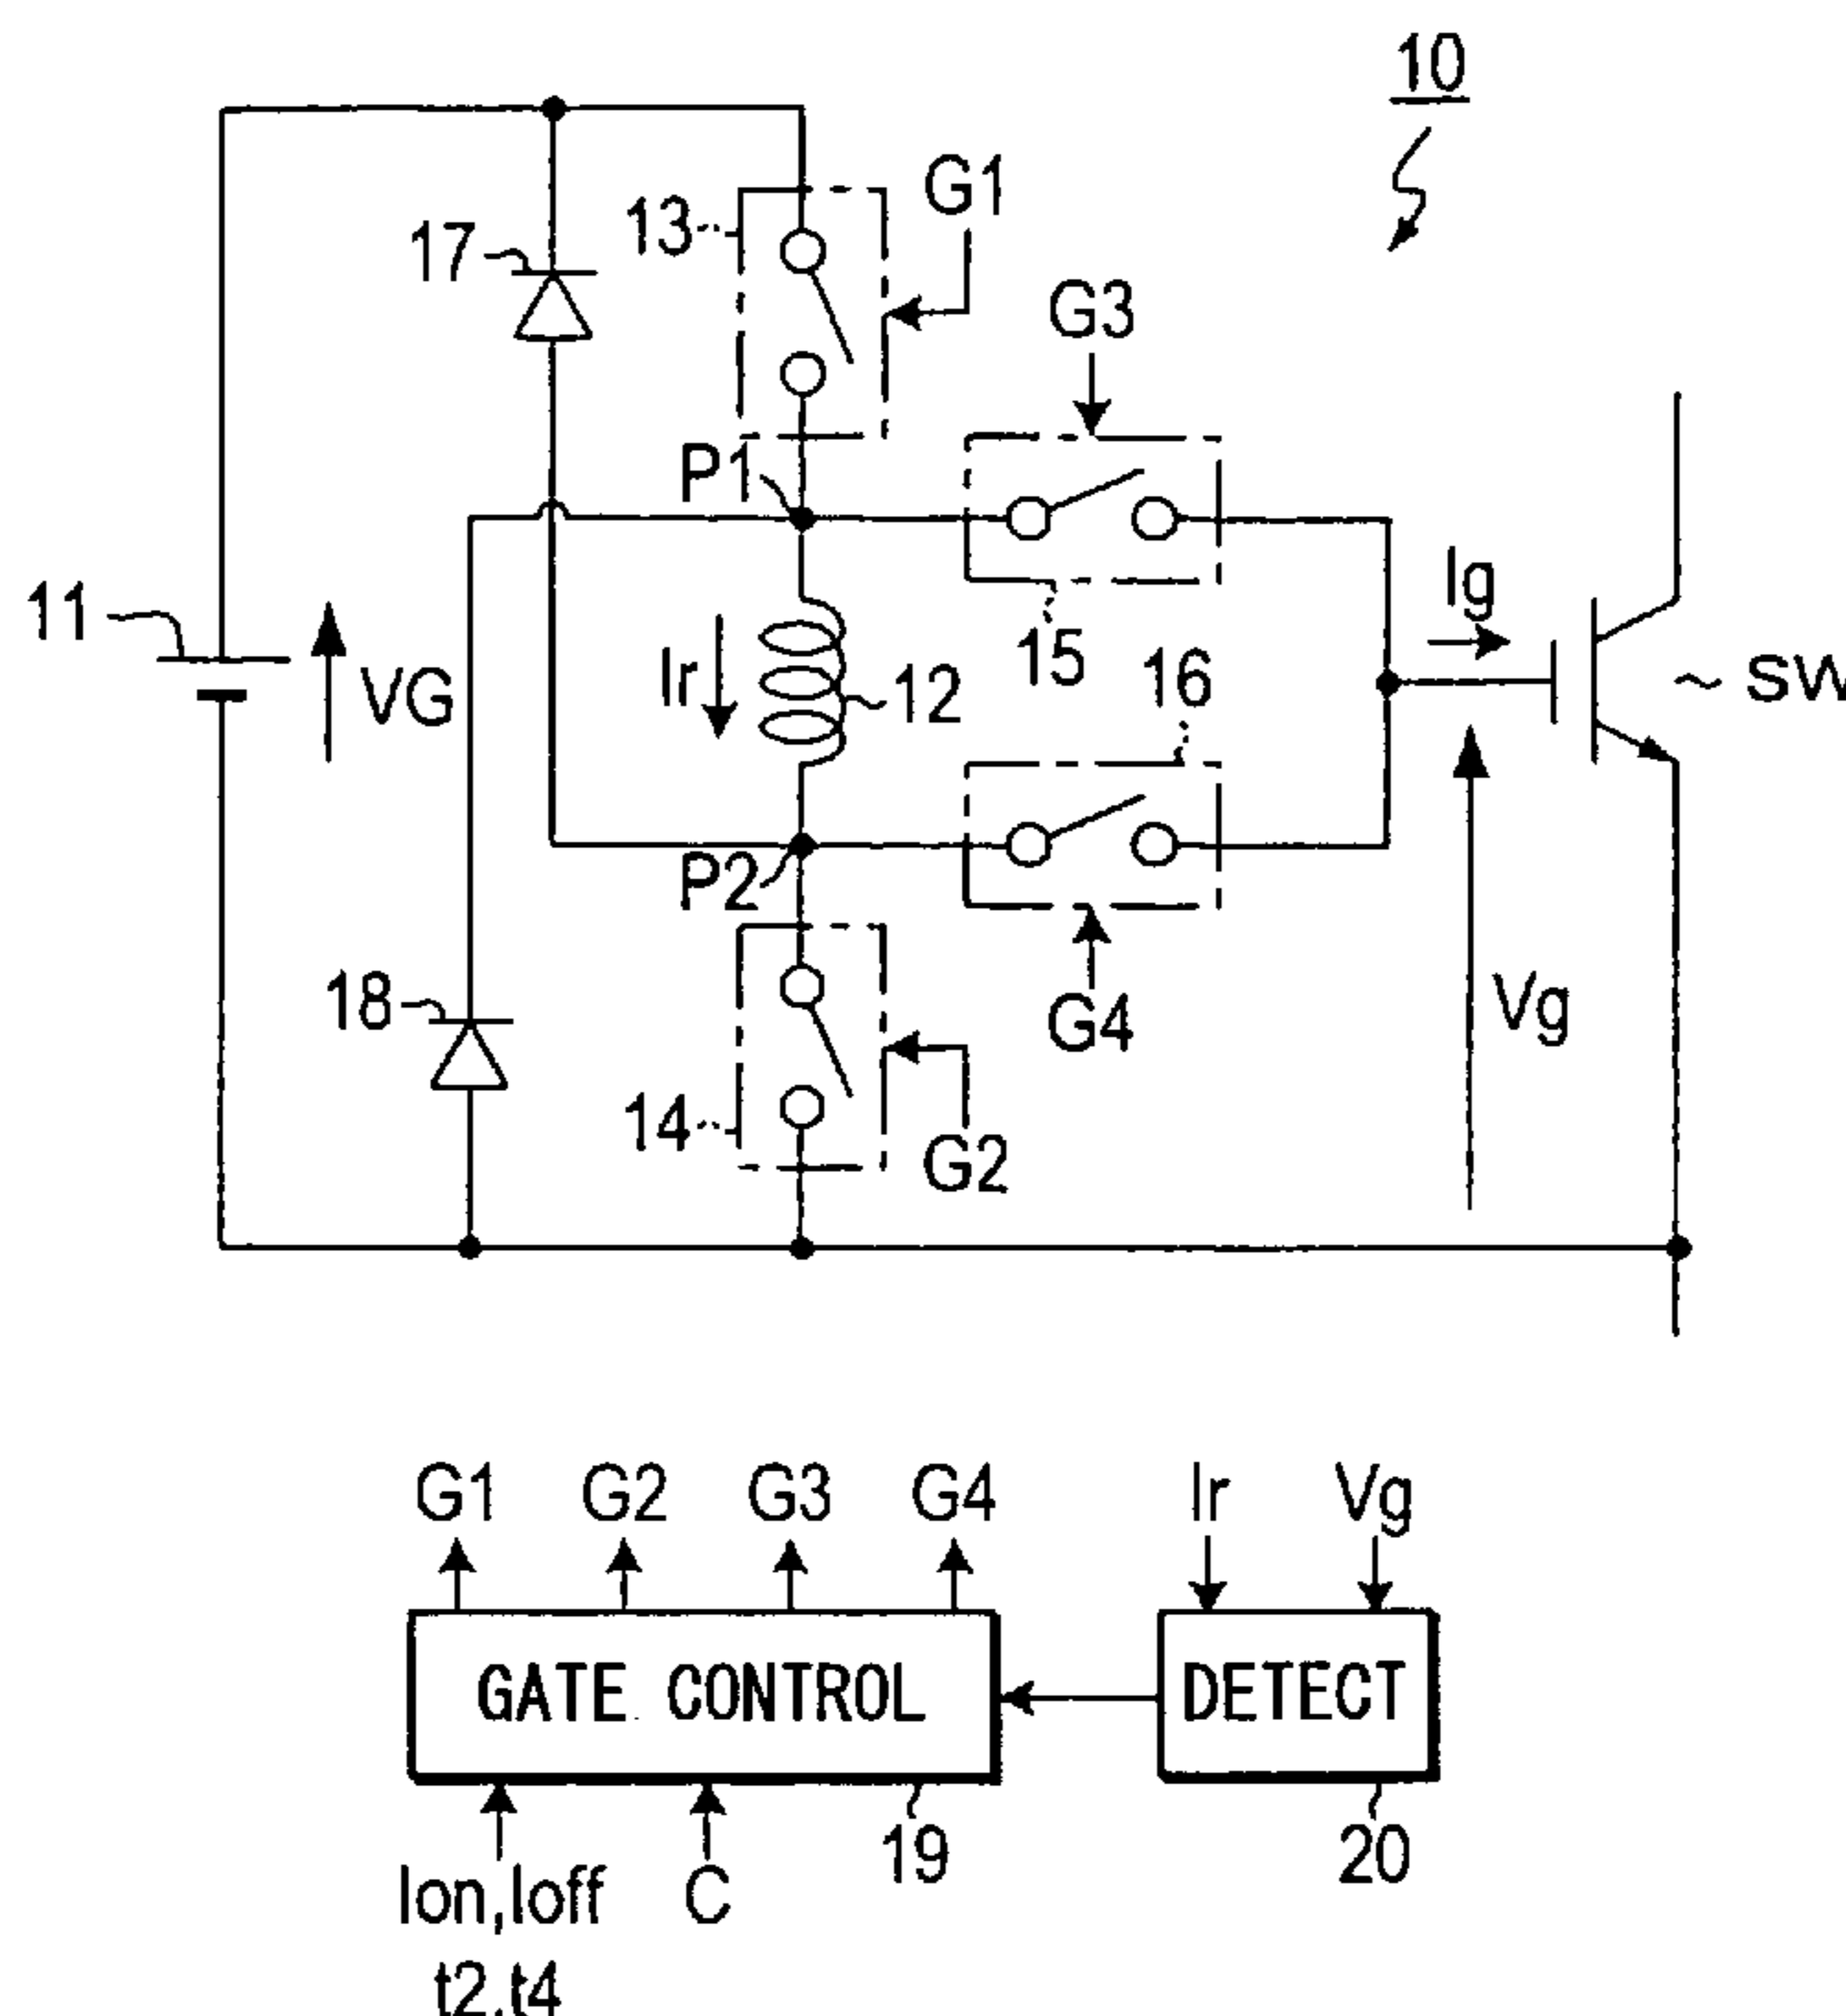 10
G1
13
17
G3
P1
11
Ig
VG
Ir
12
15
16
SW
P2
18
G4
Vg
14
G2
G1 G2 G3 G4 Ir Vg
GATE CONTROL
DETECT
19
20
Ion,Ioff
C
t2,t4